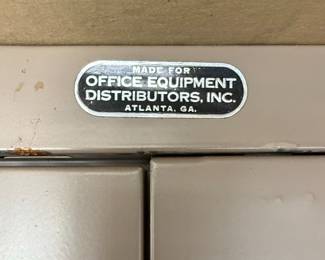 MADE FOR
OFFICE EQUIPMENT
DISTRIBUTORS, INC.
ATLANTA, GA.